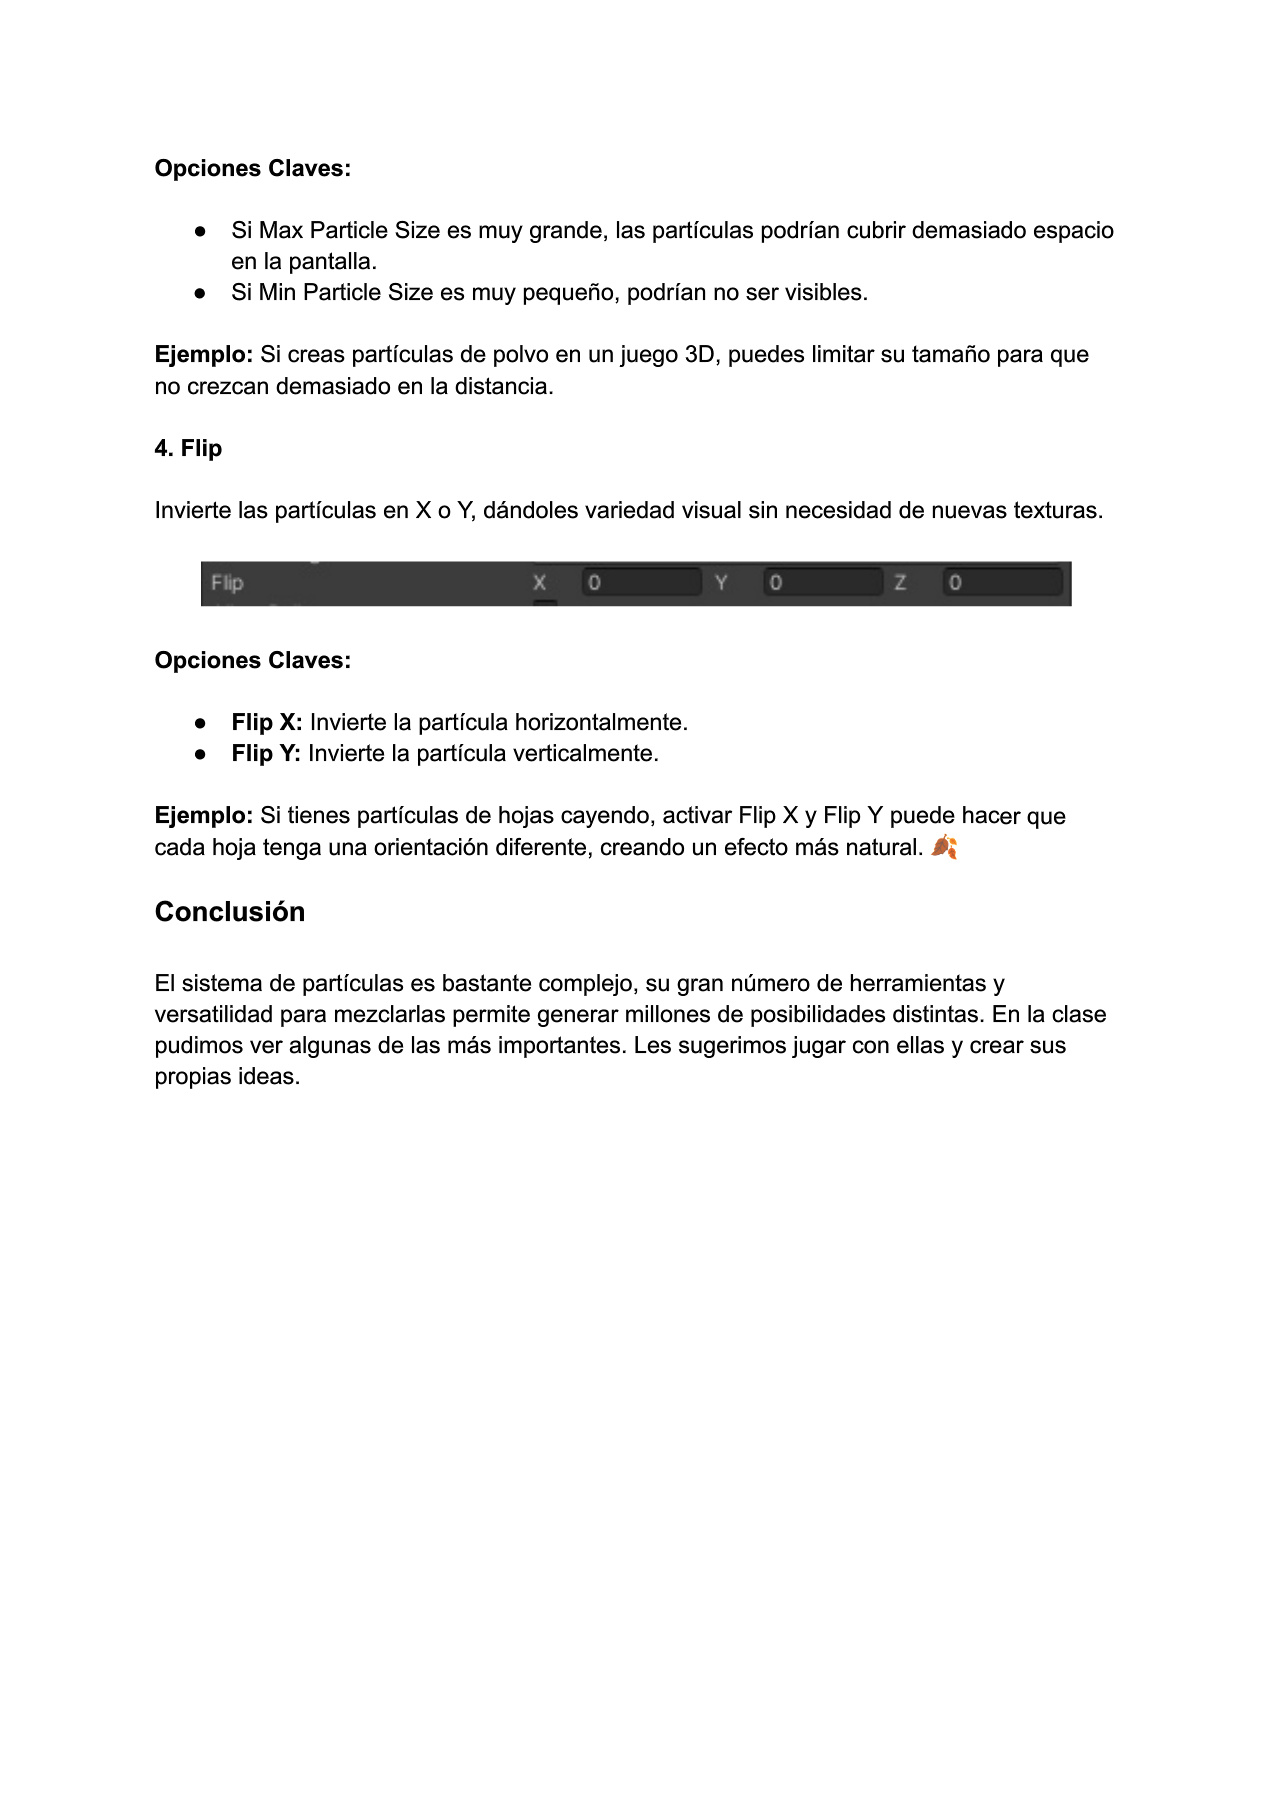 Opciones Claves:
● Si Max Particle Size es muy grande, las partículas podrían cubrir demasiado espacio
en la pantalla.
● Si Min Particle Size es muy pequeño, podrían no ser visibles.
Ejemplo: Si creas partículas de polvo en un juego 3D, puedes limitar su tamaño para que
no crezcan demasiado en la distancia.
4. Flip
Invierte las partículas en X o Y, dándoles variedad visual sin necesidad de nuevas texturas.
Flip X 0 Y 0 Z 0
Opciones Claves:
● Flip X: Invierte la partícula horizontalmente.
● Flip Y: Invierte la partícula verticalmente.
Ejemplo: Si tienes partículas de hojas cayendo, activar Flip X y Flip Y puede hacer que
cada hoja tenga una orientación diferente, creando un efecto más natural. 🍂
Conclusión
El sistema de partículas es bastante complejo, su gran número de herramientas y
versatilidad para mezclarlas permite generar millones de posibilidades distintas. En la clase
pudimos ver algunas de las más importantes. Les sugerimos jugar con ellas y crear sus
propias ideas.